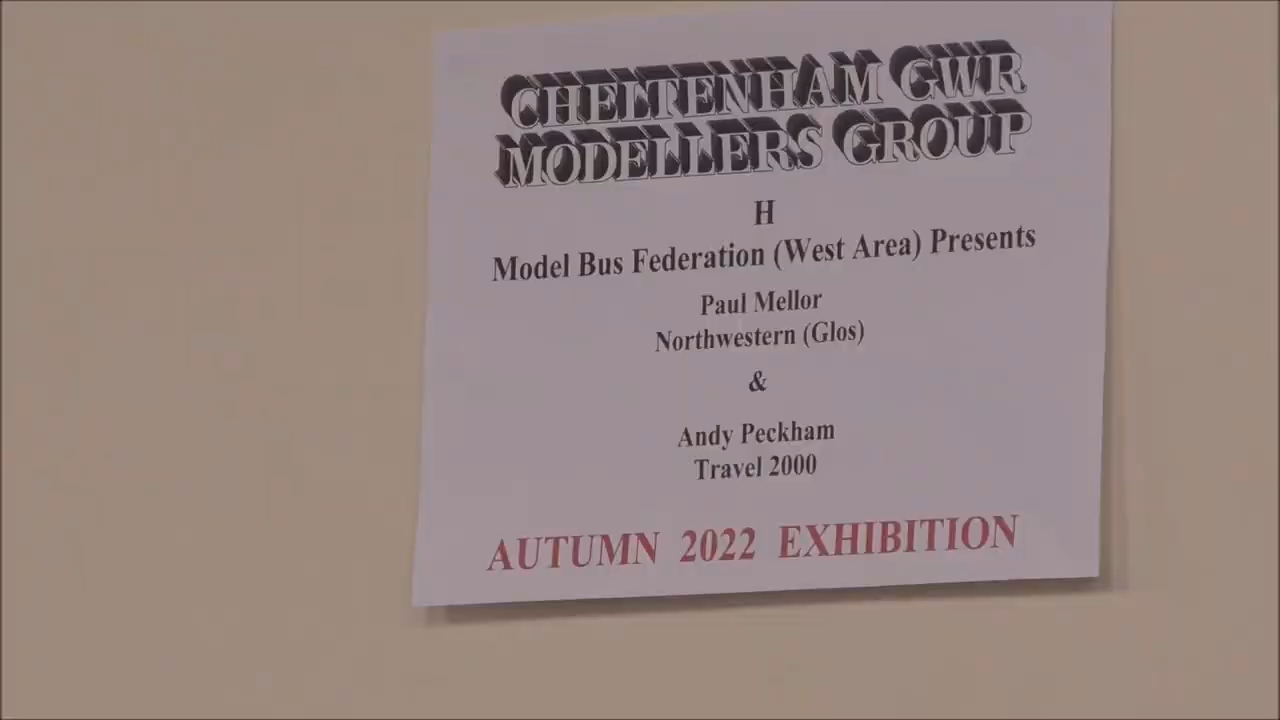 CHELTENHAM GWR
MODELLERS GROUP
H
Model Bus Federation (West Area) Presents
Paul Mellor
Northwestern (Glos)
&
Andy Peckham
Travel 2000
AUTUMN 2022 EXHIBITION